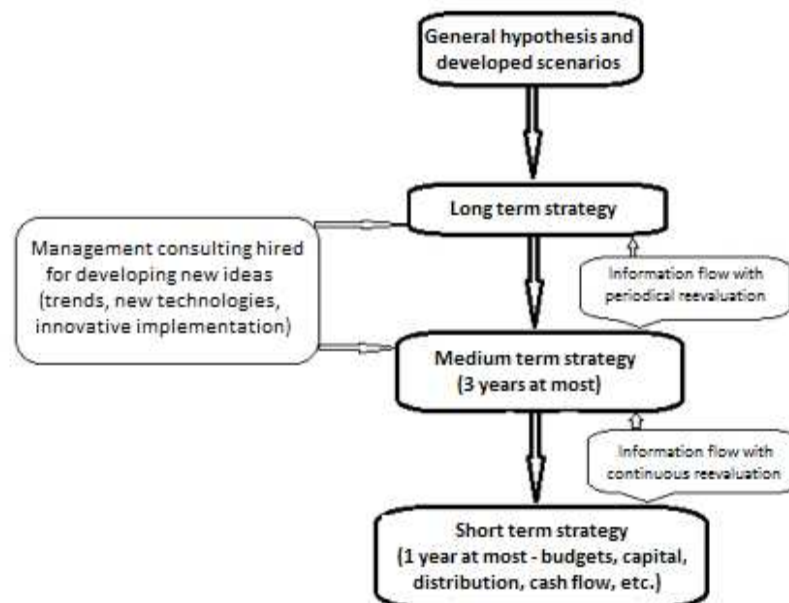 General hypothesis and
developed scenarios
Long term strategy
Management consulting hired
for developing new ideas
(trends, new technologies,
innovative implementation)
Information flow with
periodical reevaluation
Medium term strategy
(3 years at most)
Information flow with
continuous reevaluation
Short term strategy
(1 year at most - budgets, capital,
distribution, cash flow, etc.)